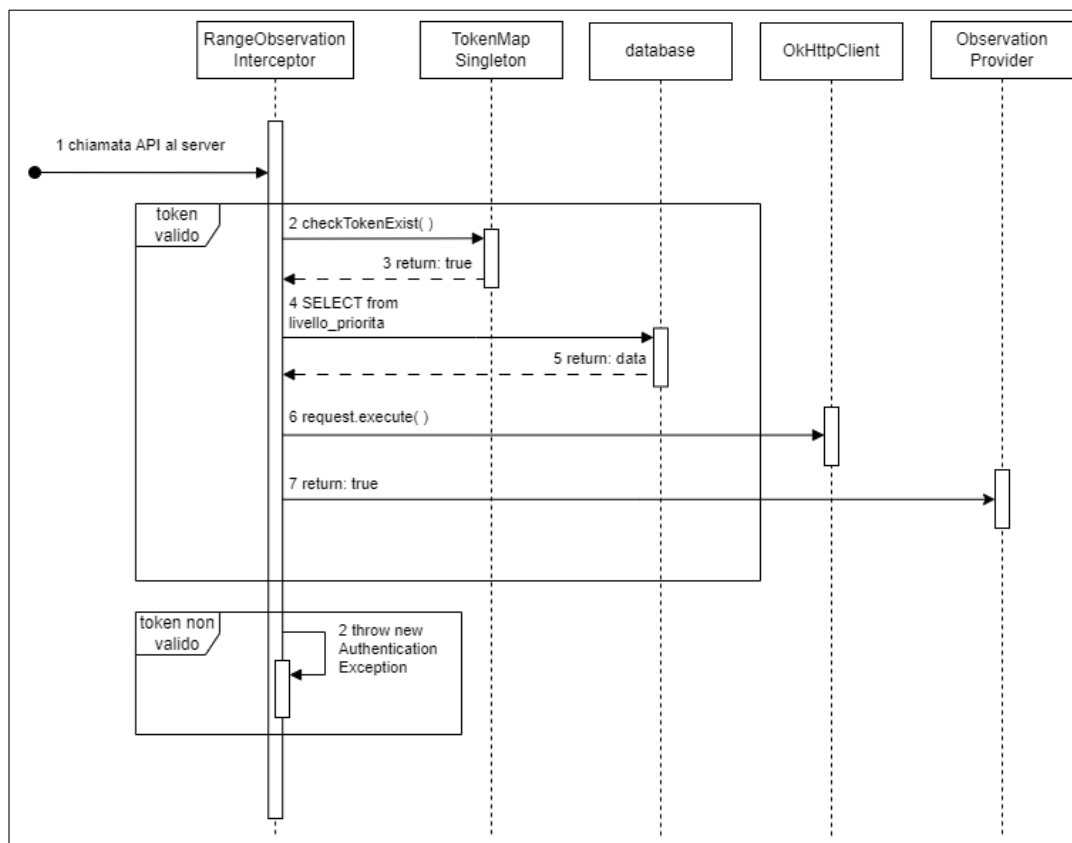 RangeObservation
Interceptor
TokenMap
Singleton
database
OkHttpClient
Observation
Provider
1 chiamata API al server
token
valido
2 checkTokenExist( )
3 return: true
4 SELECT from
livello_priorita
5 return: data
6 request.execute( )
7 return: true
token non
valido
2 throw new
Authentication
Exception